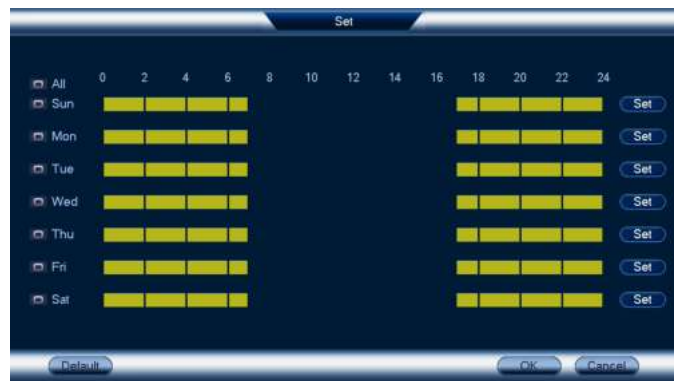 Set
0 2 4 6 8 10 12 14 16 18 20 22 24
All
Sun Set
Mon Set
Tue Set
Wed Set
Thu Set
Fri Set
Sat Set
Default OK Cancel